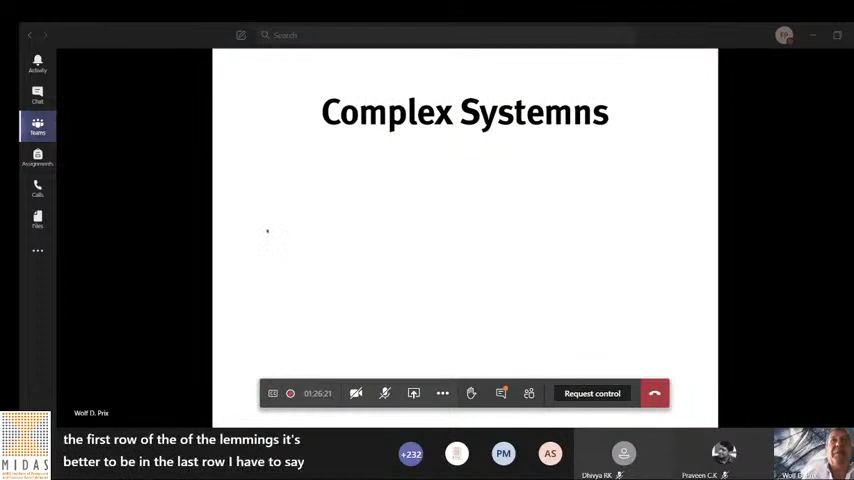 Search
FP
Activity
Chat
Teams
Assignments
Calls
Files
Complex Systemns
01:26:21
Request control
Wolf D. Prix
the first row of the of the lemmings it's
better to be in the last row I have to say
+232
PM
AS
Dhivya RK
Praveen C.K
MIDAS